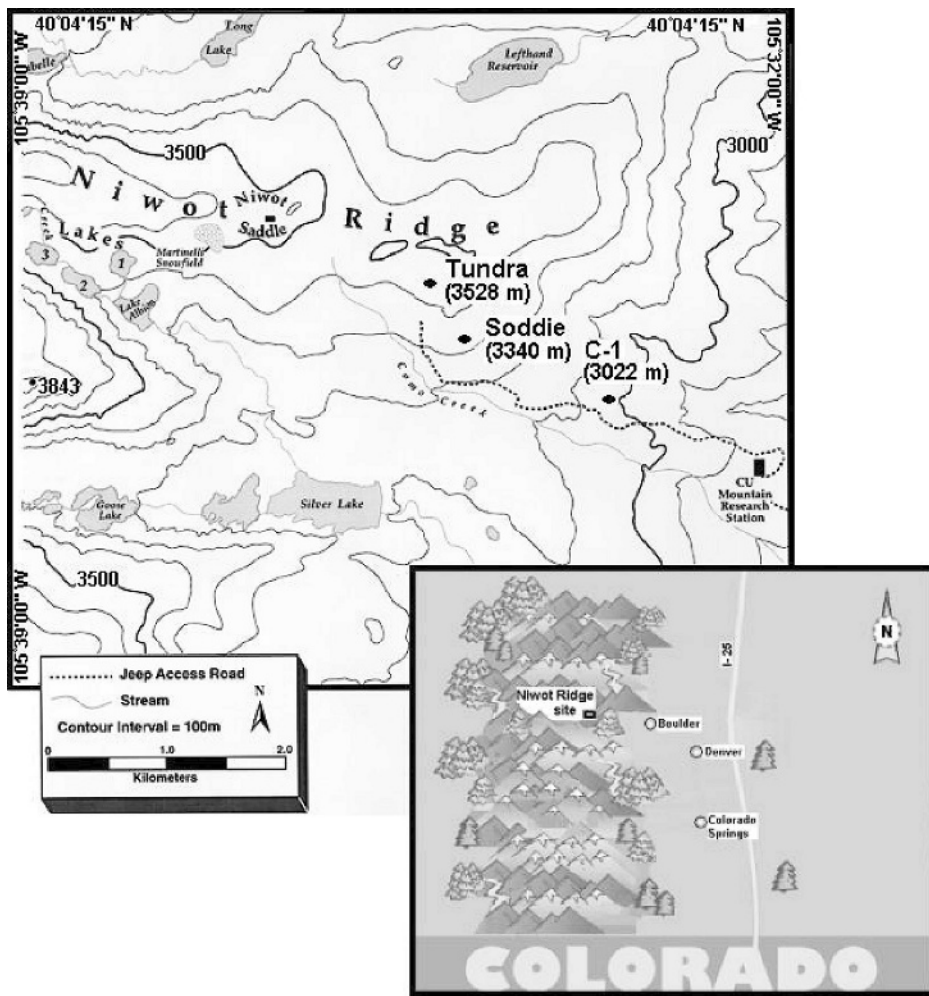 40°04'15" N
40°04'15" N
105°39'00" W
105°32'00" W
Long
Lake
Lefthand
Reservoir
3500
3000
Niwot
Ridge
Niwot
Saddle
Lakes
Creek
Martinelli
Snowfield
3
1
2
Lake
Albion
Tundra
(3528 m)
Soddie
(3340 m)
C-1
(3022 m)
3843
Como Creek
CU
Mountain
Research
Station
Goose
Lake
Silver Lake
3500
105°39'00" W
Jeep Access Road
Stream
N
Contour Interval = 100m
0 1.0 2.0
Kilometers
I-25
N
Niwot Ridge
site
Boulder
Denver
Colorado
Springs
COLORADO